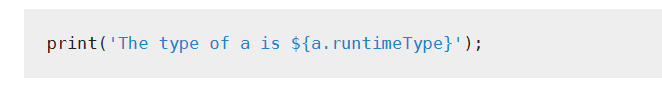 print('The type of a is ${a.runtimeType}');